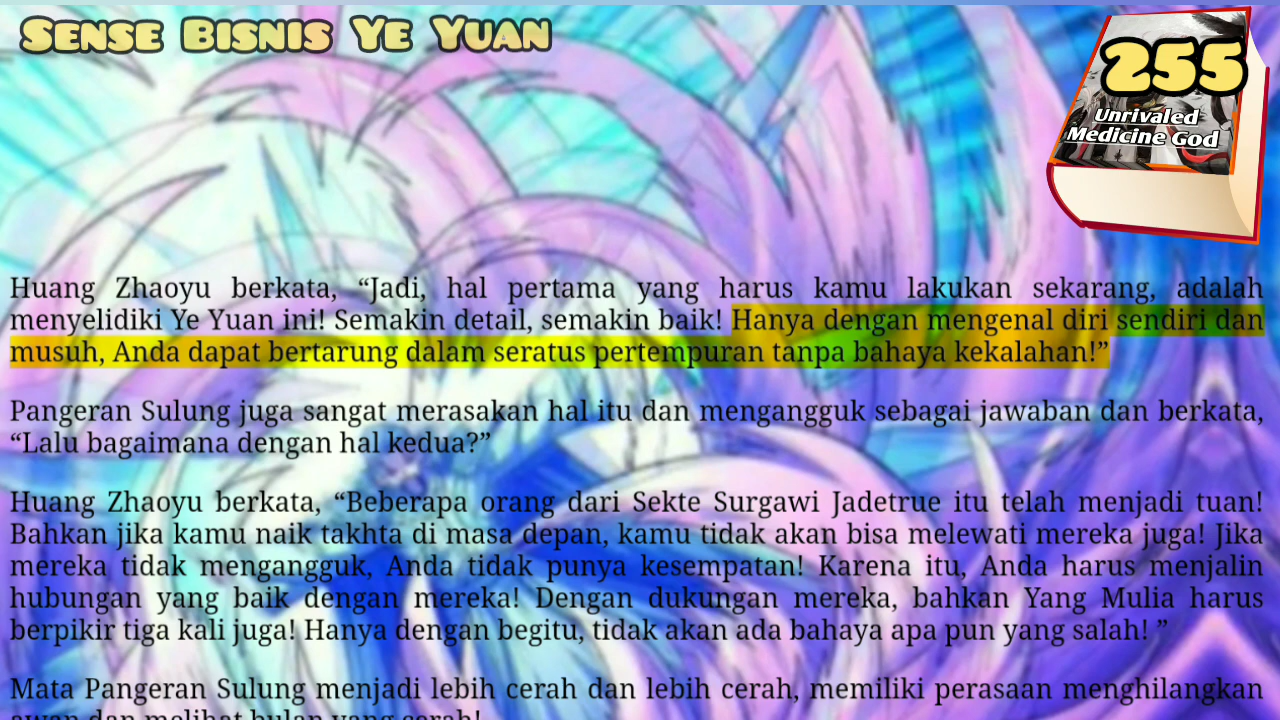 Sense Bisnis Ye Yuan
255
Unrivaled
Medicine God
Huang Zhaoyu berkata, “Jadi, hal pertama yang harus kamu lakukan sekarang, adalah
menyelidiki Ye Yuan ini! Semakin detail, semakin baik! Hanya dengan mengenal diri sendiri dan
musuh, Anda dapat bertarung dalam seratus pertempuran tanpa bahaya kekalahan!”
Pangeran Sulung juga sangat merasakan hal itu dan mengangguk sebagai jawaban dan berkata,
“Lalu bagaimana dengan hal kedua?”
Huang Zhaoyu berkata, “Beberapa orang dari Sekte Surgawi Jadetrue itu telah menjadi tuan!
Bahkan jika kamu naik takhta di masa depan, kamu tidak akan bisa melewati mereka juga! Jika
mereka tidak mengangguk, Anda tidak punya kesempatan! Karena itu, Anda harus menjalin
hubungan yang baik dengan mereka! Dengan dukungan mereka, bahkan Yang Mulia harus
berpikir tiga kali juga! Hanya dengan begitu, tidak akan ada bahaya apa pun yang salah! ”
Mata Pangeran Sulung menjadi lebih cerah dan lebih cerah, memiliki perasaan menghilangkan
awan dan melihat bulan yang cerah!